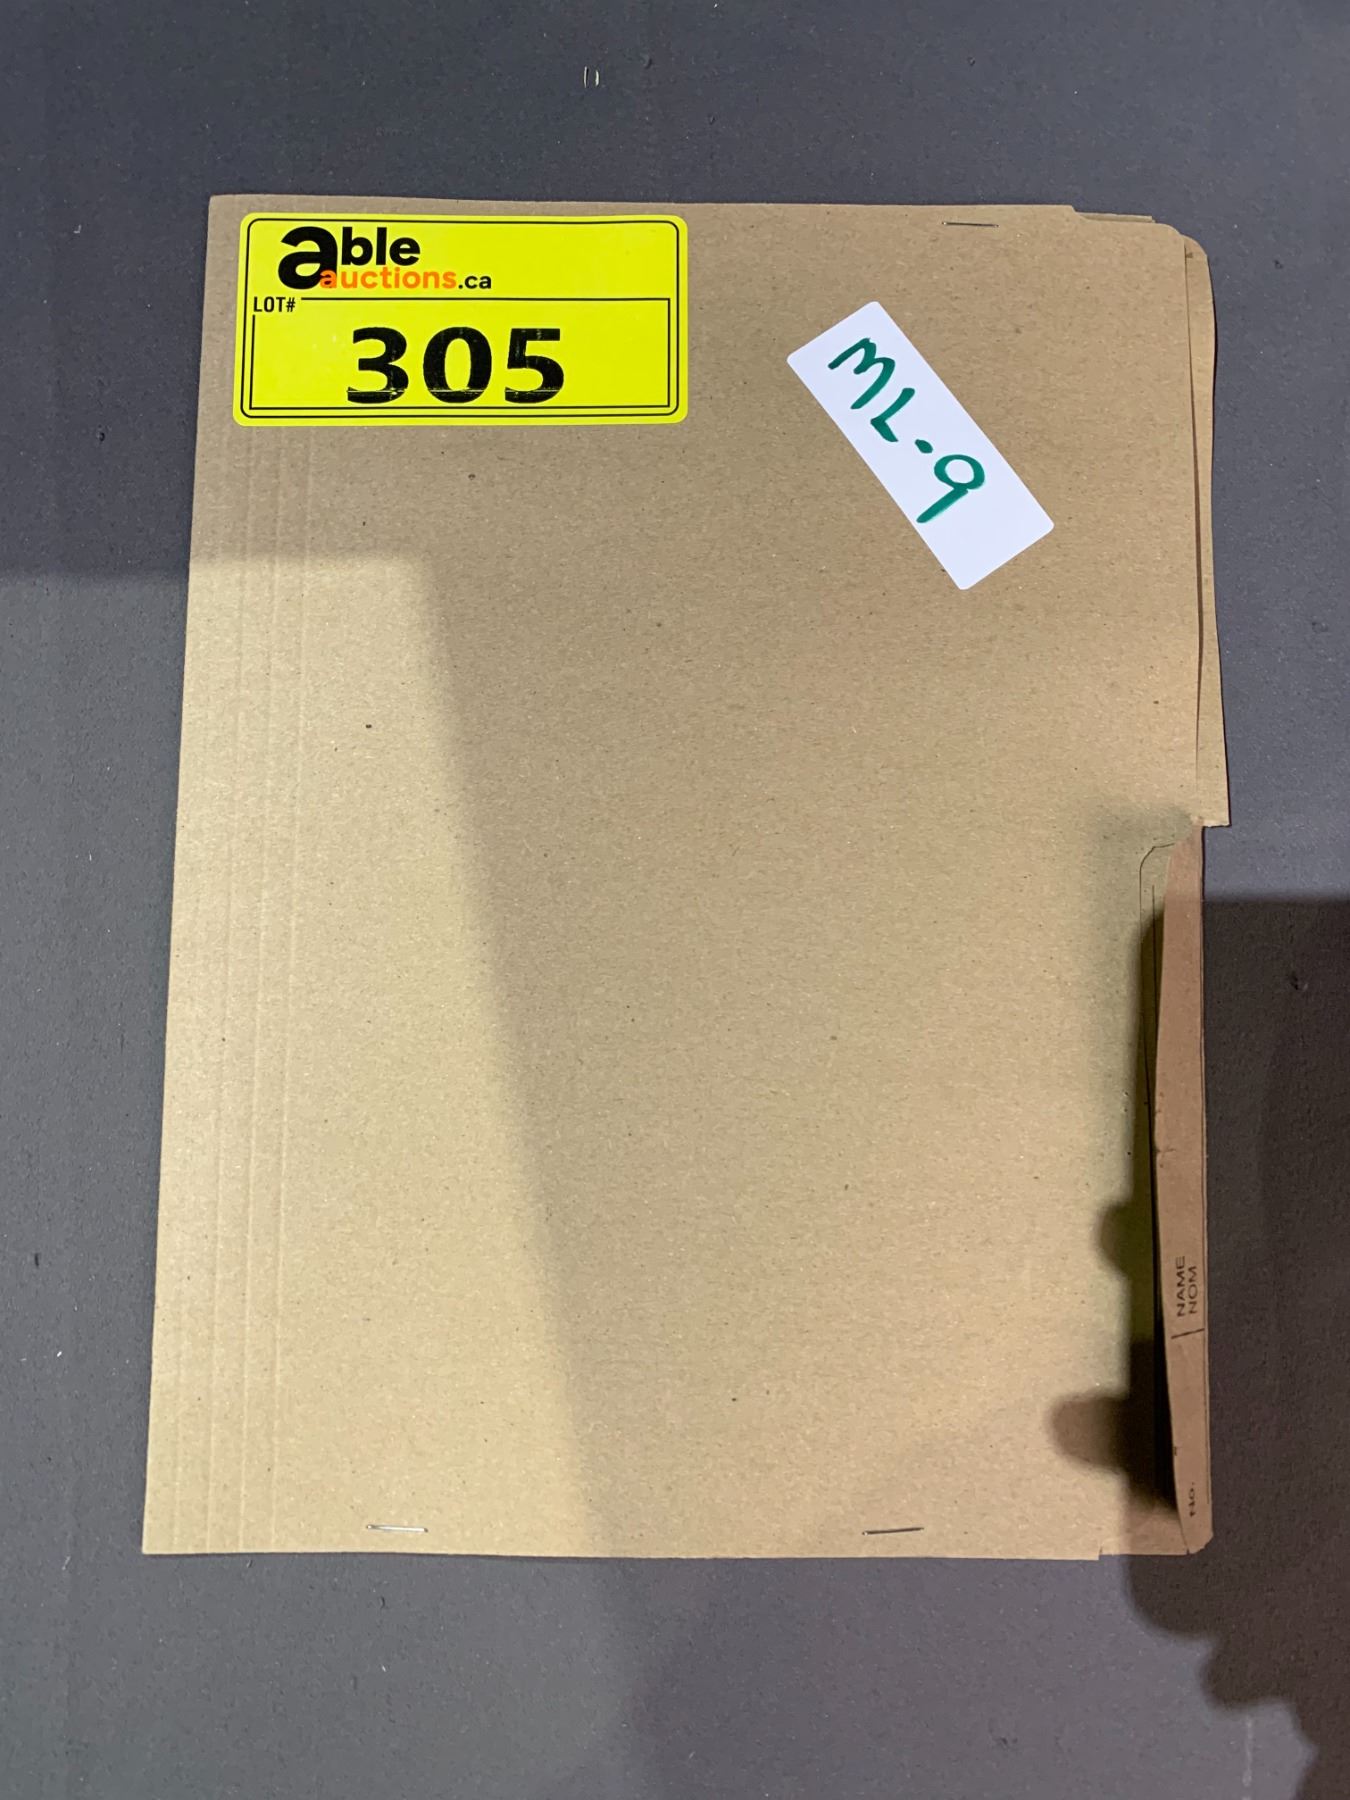 able
auctions.ca
LOT#
305
ML-9
NAME
NOM
No.